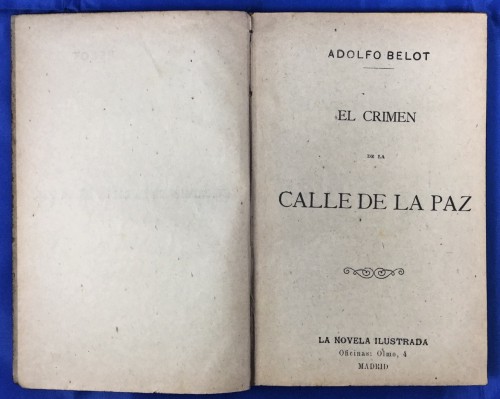 ADOLFO BELOT
EL CRIMEN
DE LA
CALLE DE LA PAZ
LA NOVELA ILUSTRADA
Oficinas: Olmo, 4
MADRID